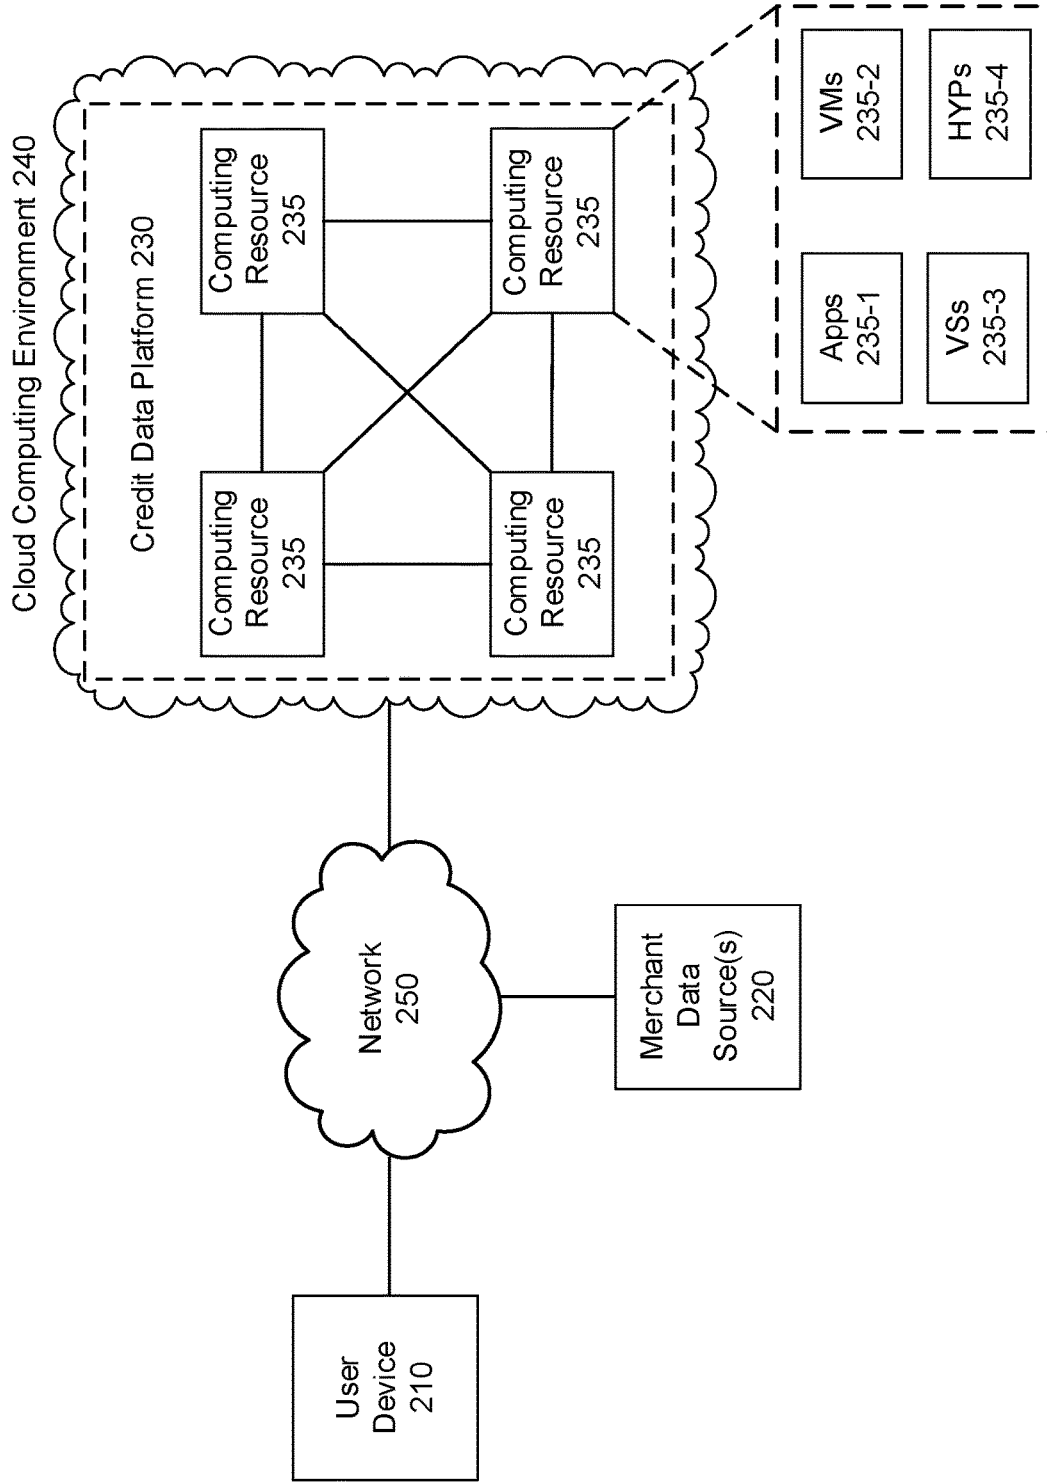 Cloud Computing Environment 240
Credit Data Platform 230
Computing
Resource
235
Computing
Resource
235
Computing
Resource
235
Computing
Resource
235
User
Device
210
Network
250
Merchant
Data
Source(s)
220
Apps
235-1
VMs
235-2
VSs
235-3
HYPs
235-4